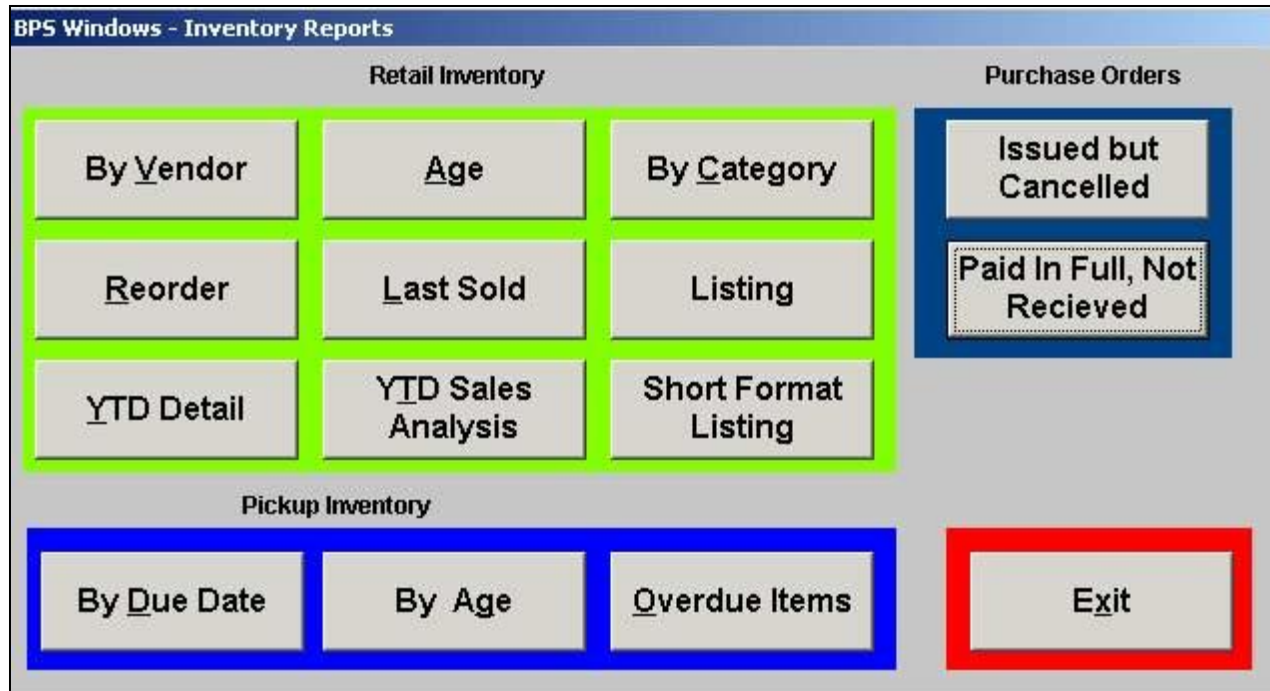 BPS Windows - Inventory Reports
Retail Inventory
By Vendor
Age
By Category
Reorder
Last Sold
Listing
YTD Detail
YTD Sales
Analysis
Short Format
Listing
Purchase Orders
Issued but
Cancelled
Paid In Full, Not
Recieved
Pickup Inventory
By Due Date
By Age
Overdue Items
Exit